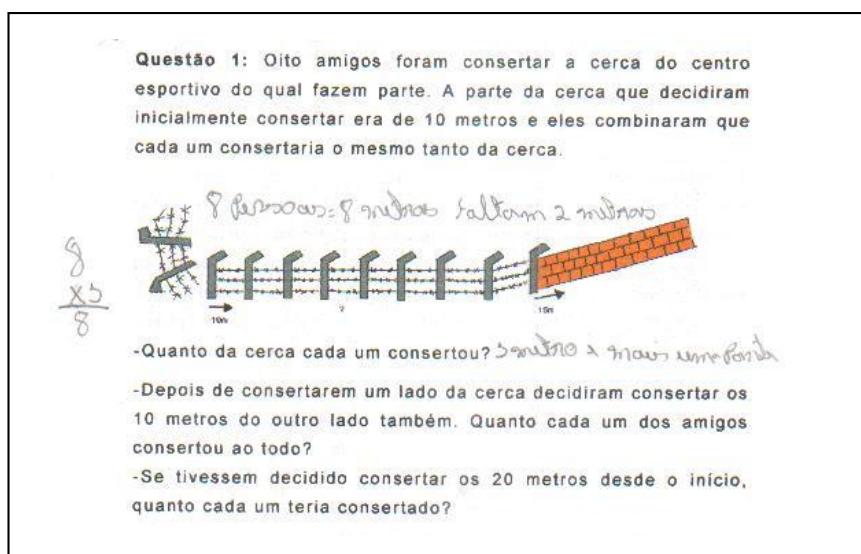 Questão 1: Oito amigos foram consertar a cerca do centro
esportivo do qual fazem parte. A parte da cerca que decidiram
inicialmente consertar era de 10 metros e eles combinaram que
cada um consertaria o mesmo tanto da cerca.
8 pessoas = 8 metros faltam 2 metros
8
8
10m
?
15m
-Quanto da cerca cada um consertou? metro mais uma
-Depois de consertarem um lado da cerca decidiram consertar os
10 metros do outro lado também. Quanto cada um dos amigos
consertou ao todo?
-Se tivessem decidido consertar os 20 metros desde o início,
quanto cada um teria consertado?